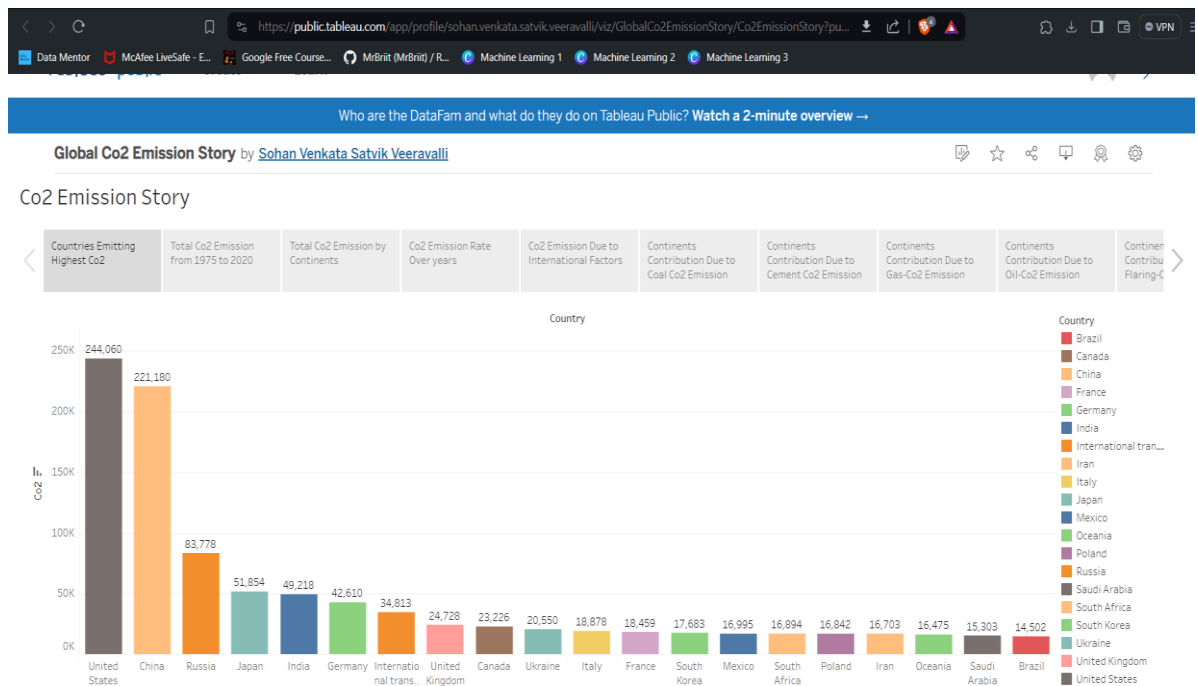 https://public.tableau.com/app/profile/sohan.venkata.satvik.veeravalli/viz/GlobalCo2EmissionStory/Co2EmissionStory?pu...
4
VPN
Data Mentor
McAfee LiveSafe - E...
Google Free Course...
MrBriit (MrBriit) / R...
Machine Learning 1
Machine Learning 2
Machine Learning 3
Who are the DataFam and what do they do on Tableau Public? Watch a 2-minute overview →
Global Co2 Emission Story by Sohan Venkata Satvik Veeravalli
Co2 Emission Story
Countries Emitting
Highest Co2
Total Co2 Emission
from 1975 to 2020
Total Co2 Emission by
Continents
Co2 Emission Rate
Over years
Co2 Emission Due to
International Factors
Continents
Contribution Due to
Coal Co2 Emission
Continents
Contribution Due to
Cement Co2 Emission
Continents
Contribution Due to
Gas-Co2 Emission
Continents
Contribution Due to
Oil-Co2 Emission
Continen
Contribu
Flaring-C
Country
Co2
250K
200K
150K
100K
50K
0K
244,060
221,180
83,778
51,854
49,218
42,610
34,813
24,728
23,226
20,550
18,878
18,459
17,683
16,995
16,894
16,842
16,703
16,475
15,303
14,502
United
States
China
Russia
Japan
India
Germany
Internatio
nal trans..
United
Kingdom
Canada
Ukraine
Italy
France
South
Korea
Mexico
South
Africa
Poland
Iran
Oceania
Saudi
Arabia
Brazil
Country
Brazil
Canada
China
France
Germany
India
International tran...
Iran
Italy
Japan
Mexico
Oceania
Poland
Russia
Saudi Arabia
South Africa
South Korea
Ukraine
United Kingdom
United States